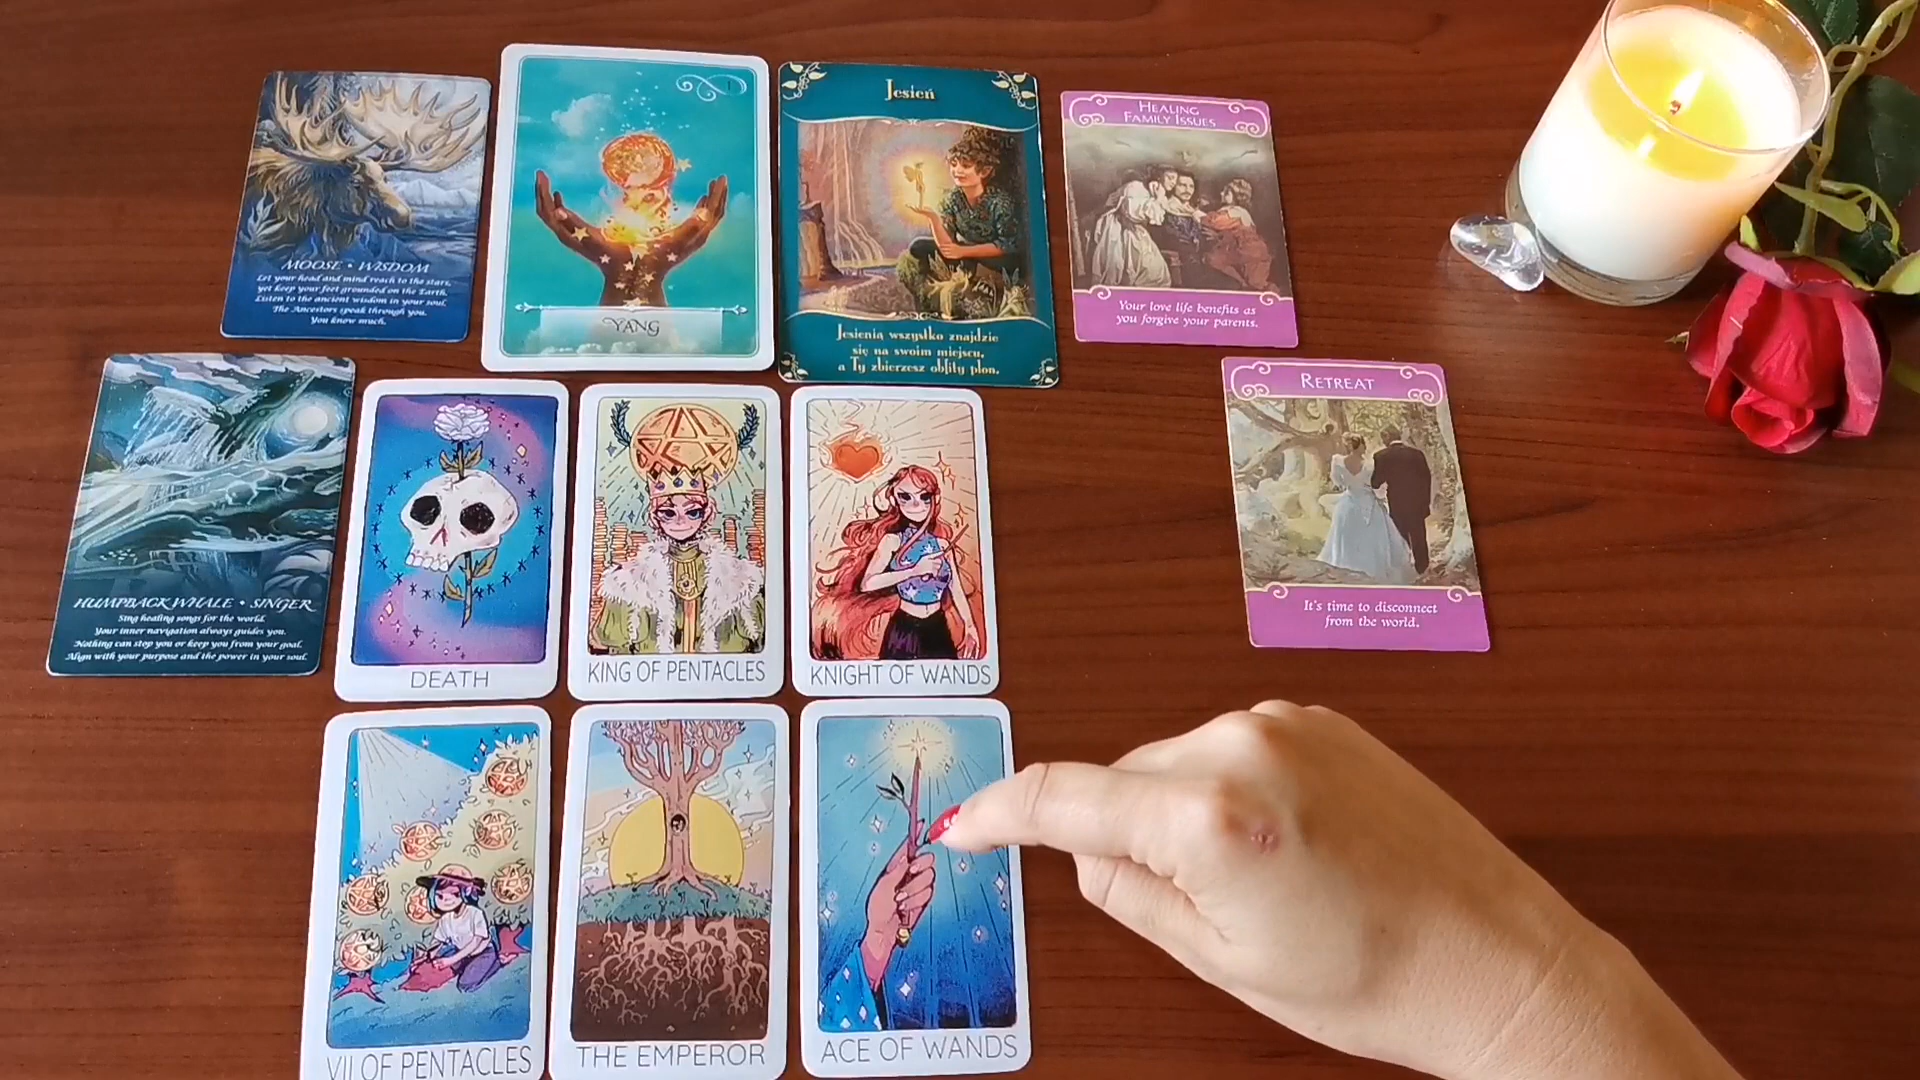 MOOSE • WISDOM
Let your head and mind reach to the stars,
yet keep your feet grounded on the Earth.
Listen to the ancient wisdom in your soul.
The Ancestors speak through you.
You know much.
1
YANG
Jesień
Jesienią wszystko znajdzie
się na swoim miejscu,
a Ty zbierzesz obfity plon.
HEALING
FAMILY ISSUES
Your love life benefits as
you forgive your parents.
HUMPBACK WHALE • SINGER
Sing healing songs for the world.
Your inner navigation always guides you.
Nothing can stop you or keep you from your goal.
Align with your purpose and the power in your soul.
DEATH
KING OF PENTACLES
KNIGHT OF WANDS
RETREAT
It's time to disconnect
from the world.
VII OF PENTACLES
THE EMPEROR
ACE OF WANDS